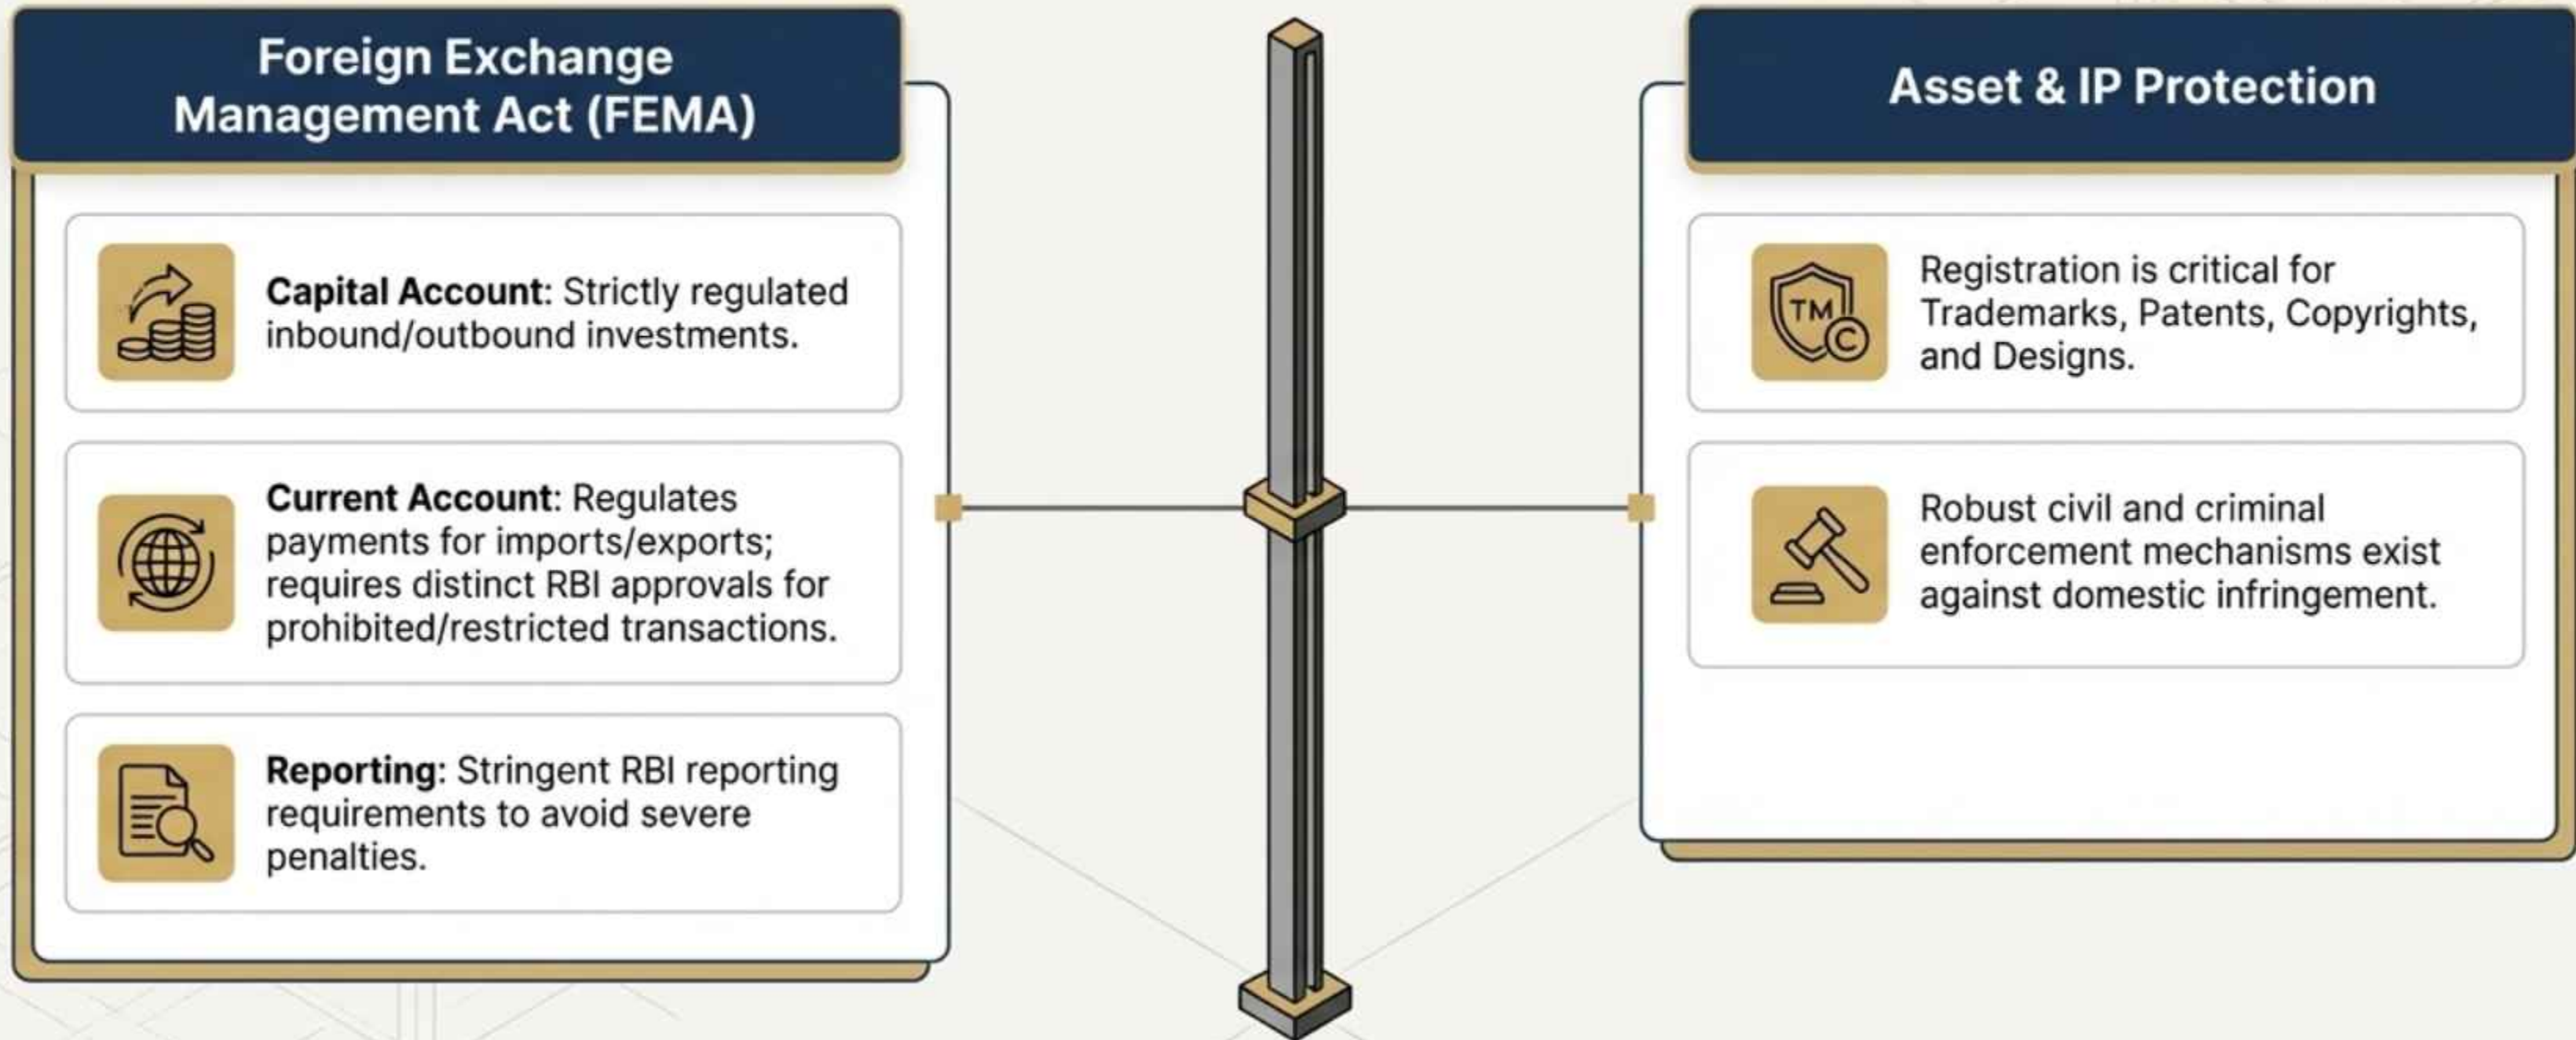 Foreign Exchange
Management Act (FEMA)
Capital Account: Strictly regulated
inbound/outbound investments.
Current Account: Regulates
payments for imports/exports;
requires distinct RBI approvals for
prohibited/restricted transactions.
Reporting: Stringent RBI reporting
requirements to avoid severe
penalties.
Asset & IP Protection
TM
C
Registration is critical for
Trademarks, Patents, Copyrights,
and Designs.
Robust civil and criminal
enforcement mechanisms exist
against domestic infringement.